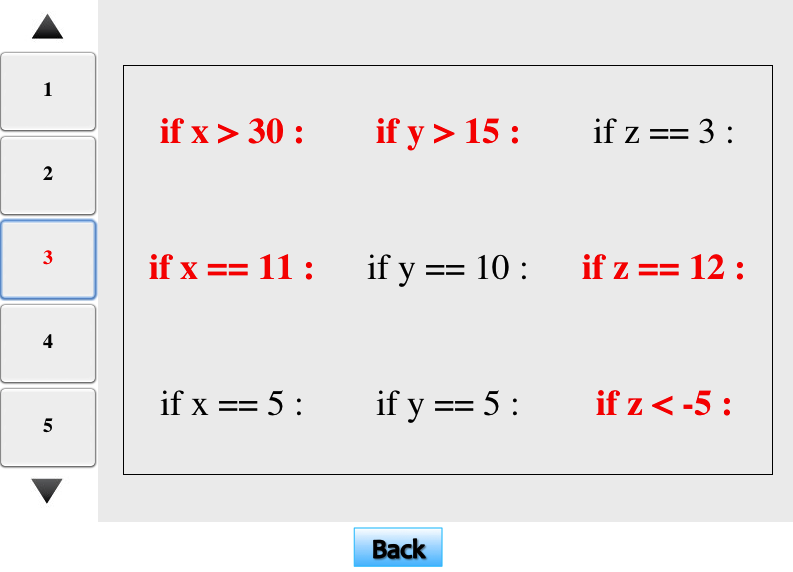 1
2
3
4
5
if x > 30 : if y > 15 : if z == 3 :
if x == 11 : if y == 10 : if z == 12 :
if x == 5 : if y == 5 : if z < -5 :
Back